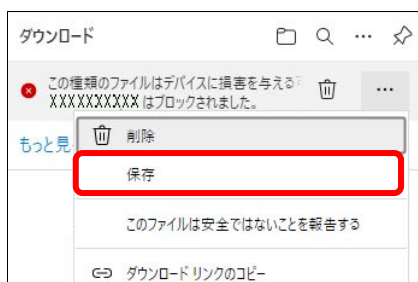 ダウンロード
この種類のファイルはデバイスに損害を与える
XXXXXXXXXX はブロックされました。
もっと見
削除
保存
このファイルは安全ではないことを報告する
ダウンロード リンクのコピー